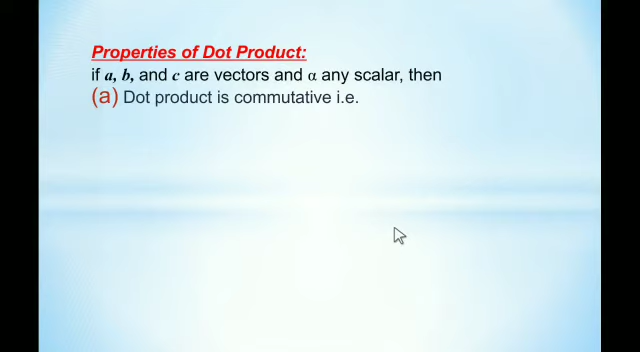 Properties of Dot Product:
if a, b, and c are vectors and α any scalar, then
(a) Dot product is commutative i.e.